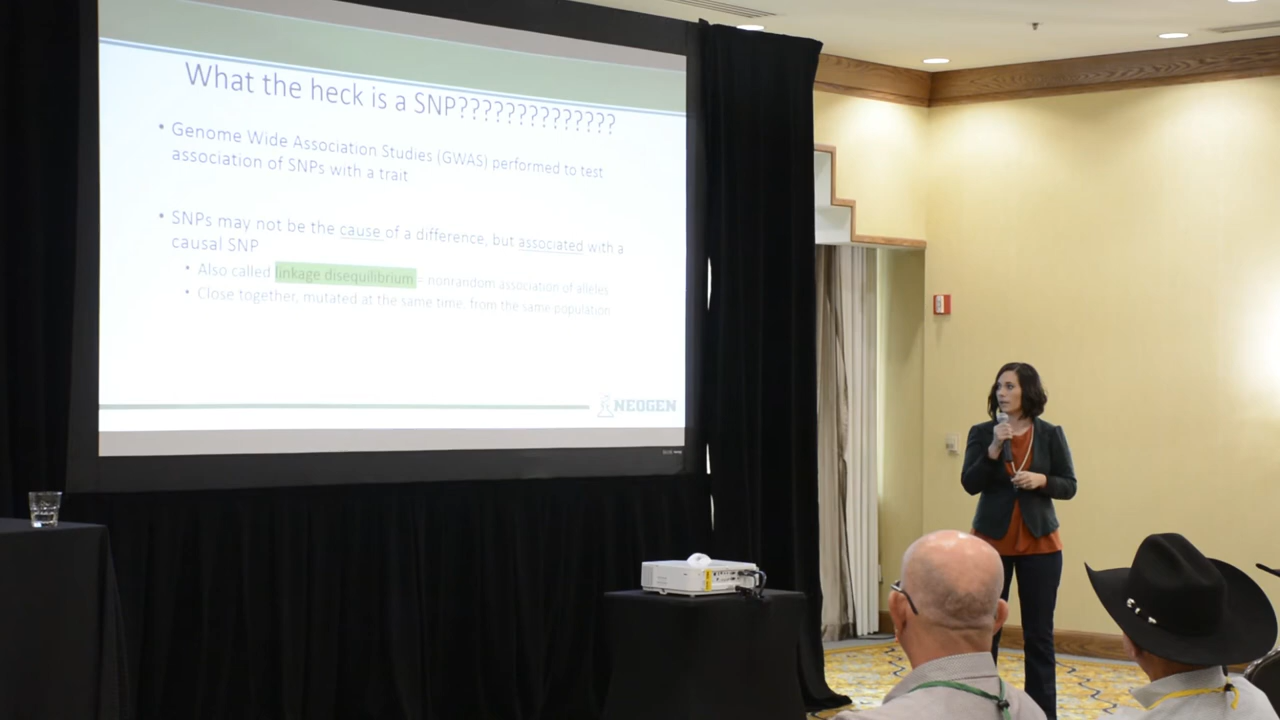 What the heck is a SNP?????????????
• Genome Wide Association Studies (GWAS) performed to test
association of SNPs with a trait
• SNPs may not be the cause of a difference, but associated with a
causal SNP
• Also called linkage disequilibrium = nonrandom association of alleles
• Close together, mutated at the same time, from the same population
NEOGEN